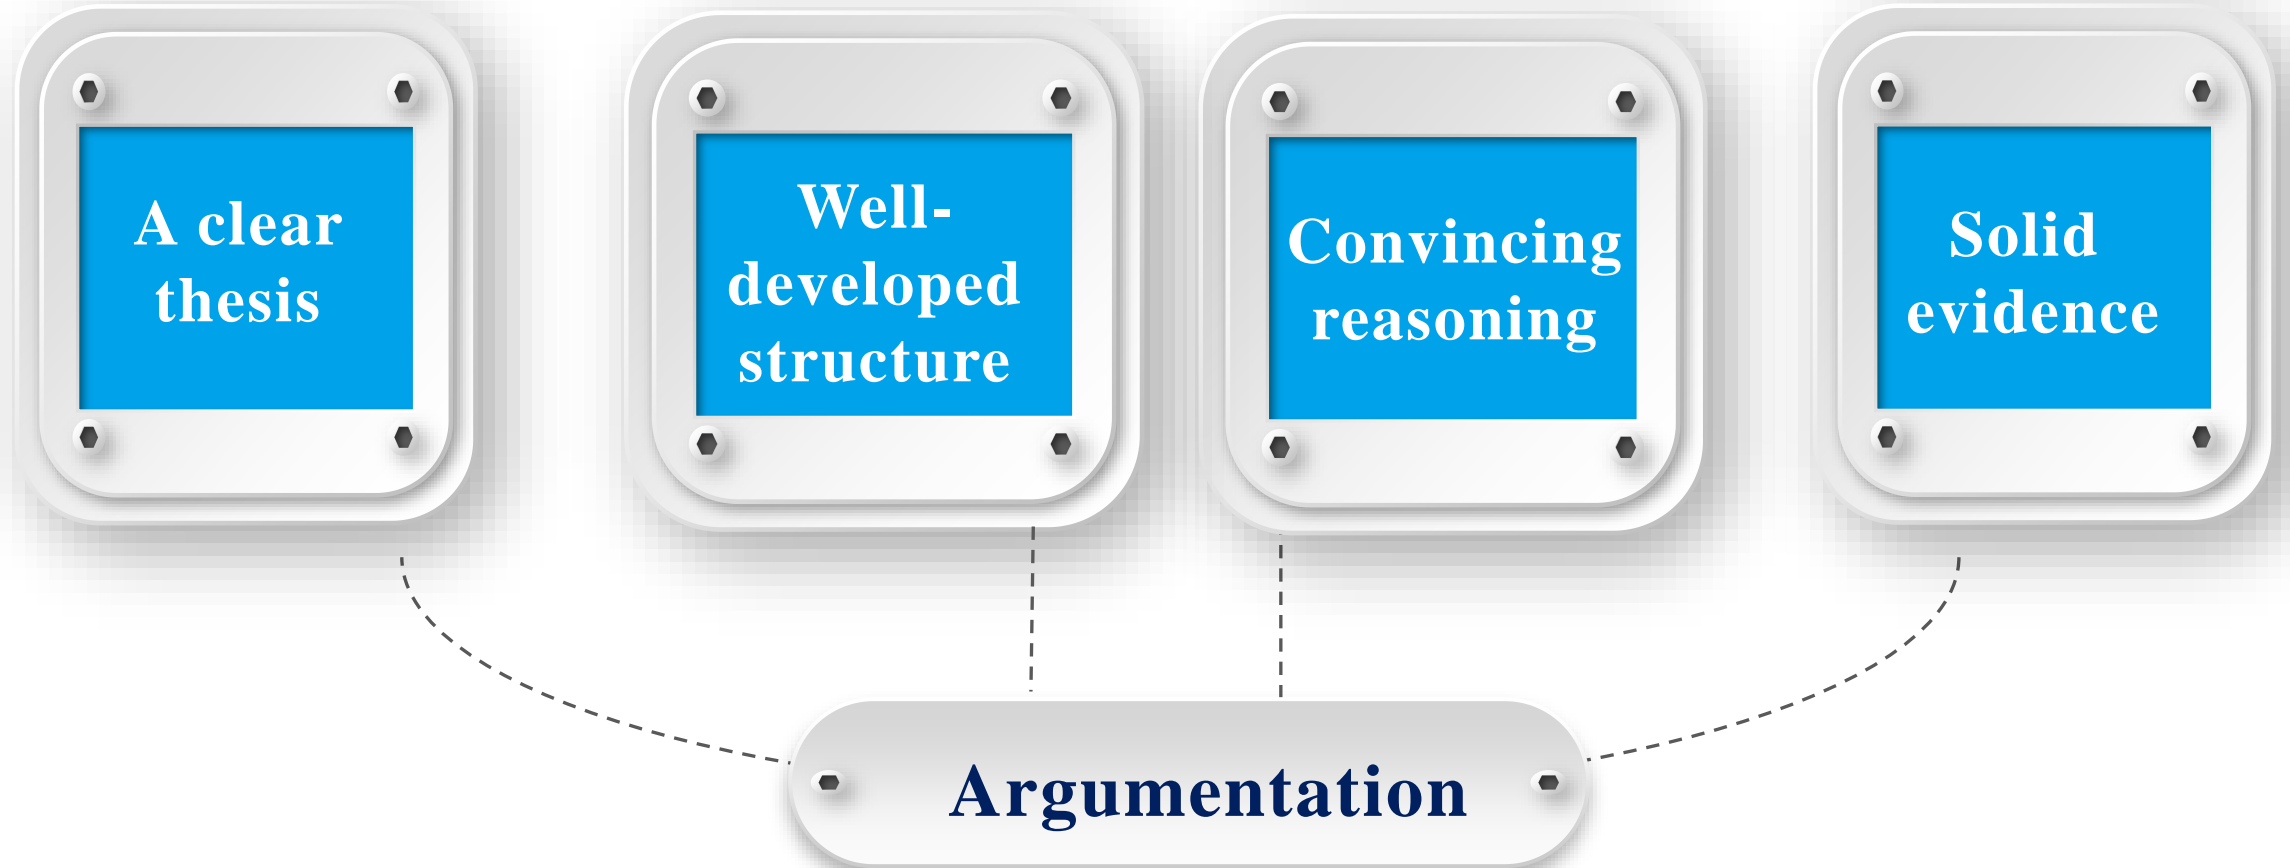 A clear
thesis
Well-
developed
structure
Convincing
reasoning
Solid
evidence
Argumentation